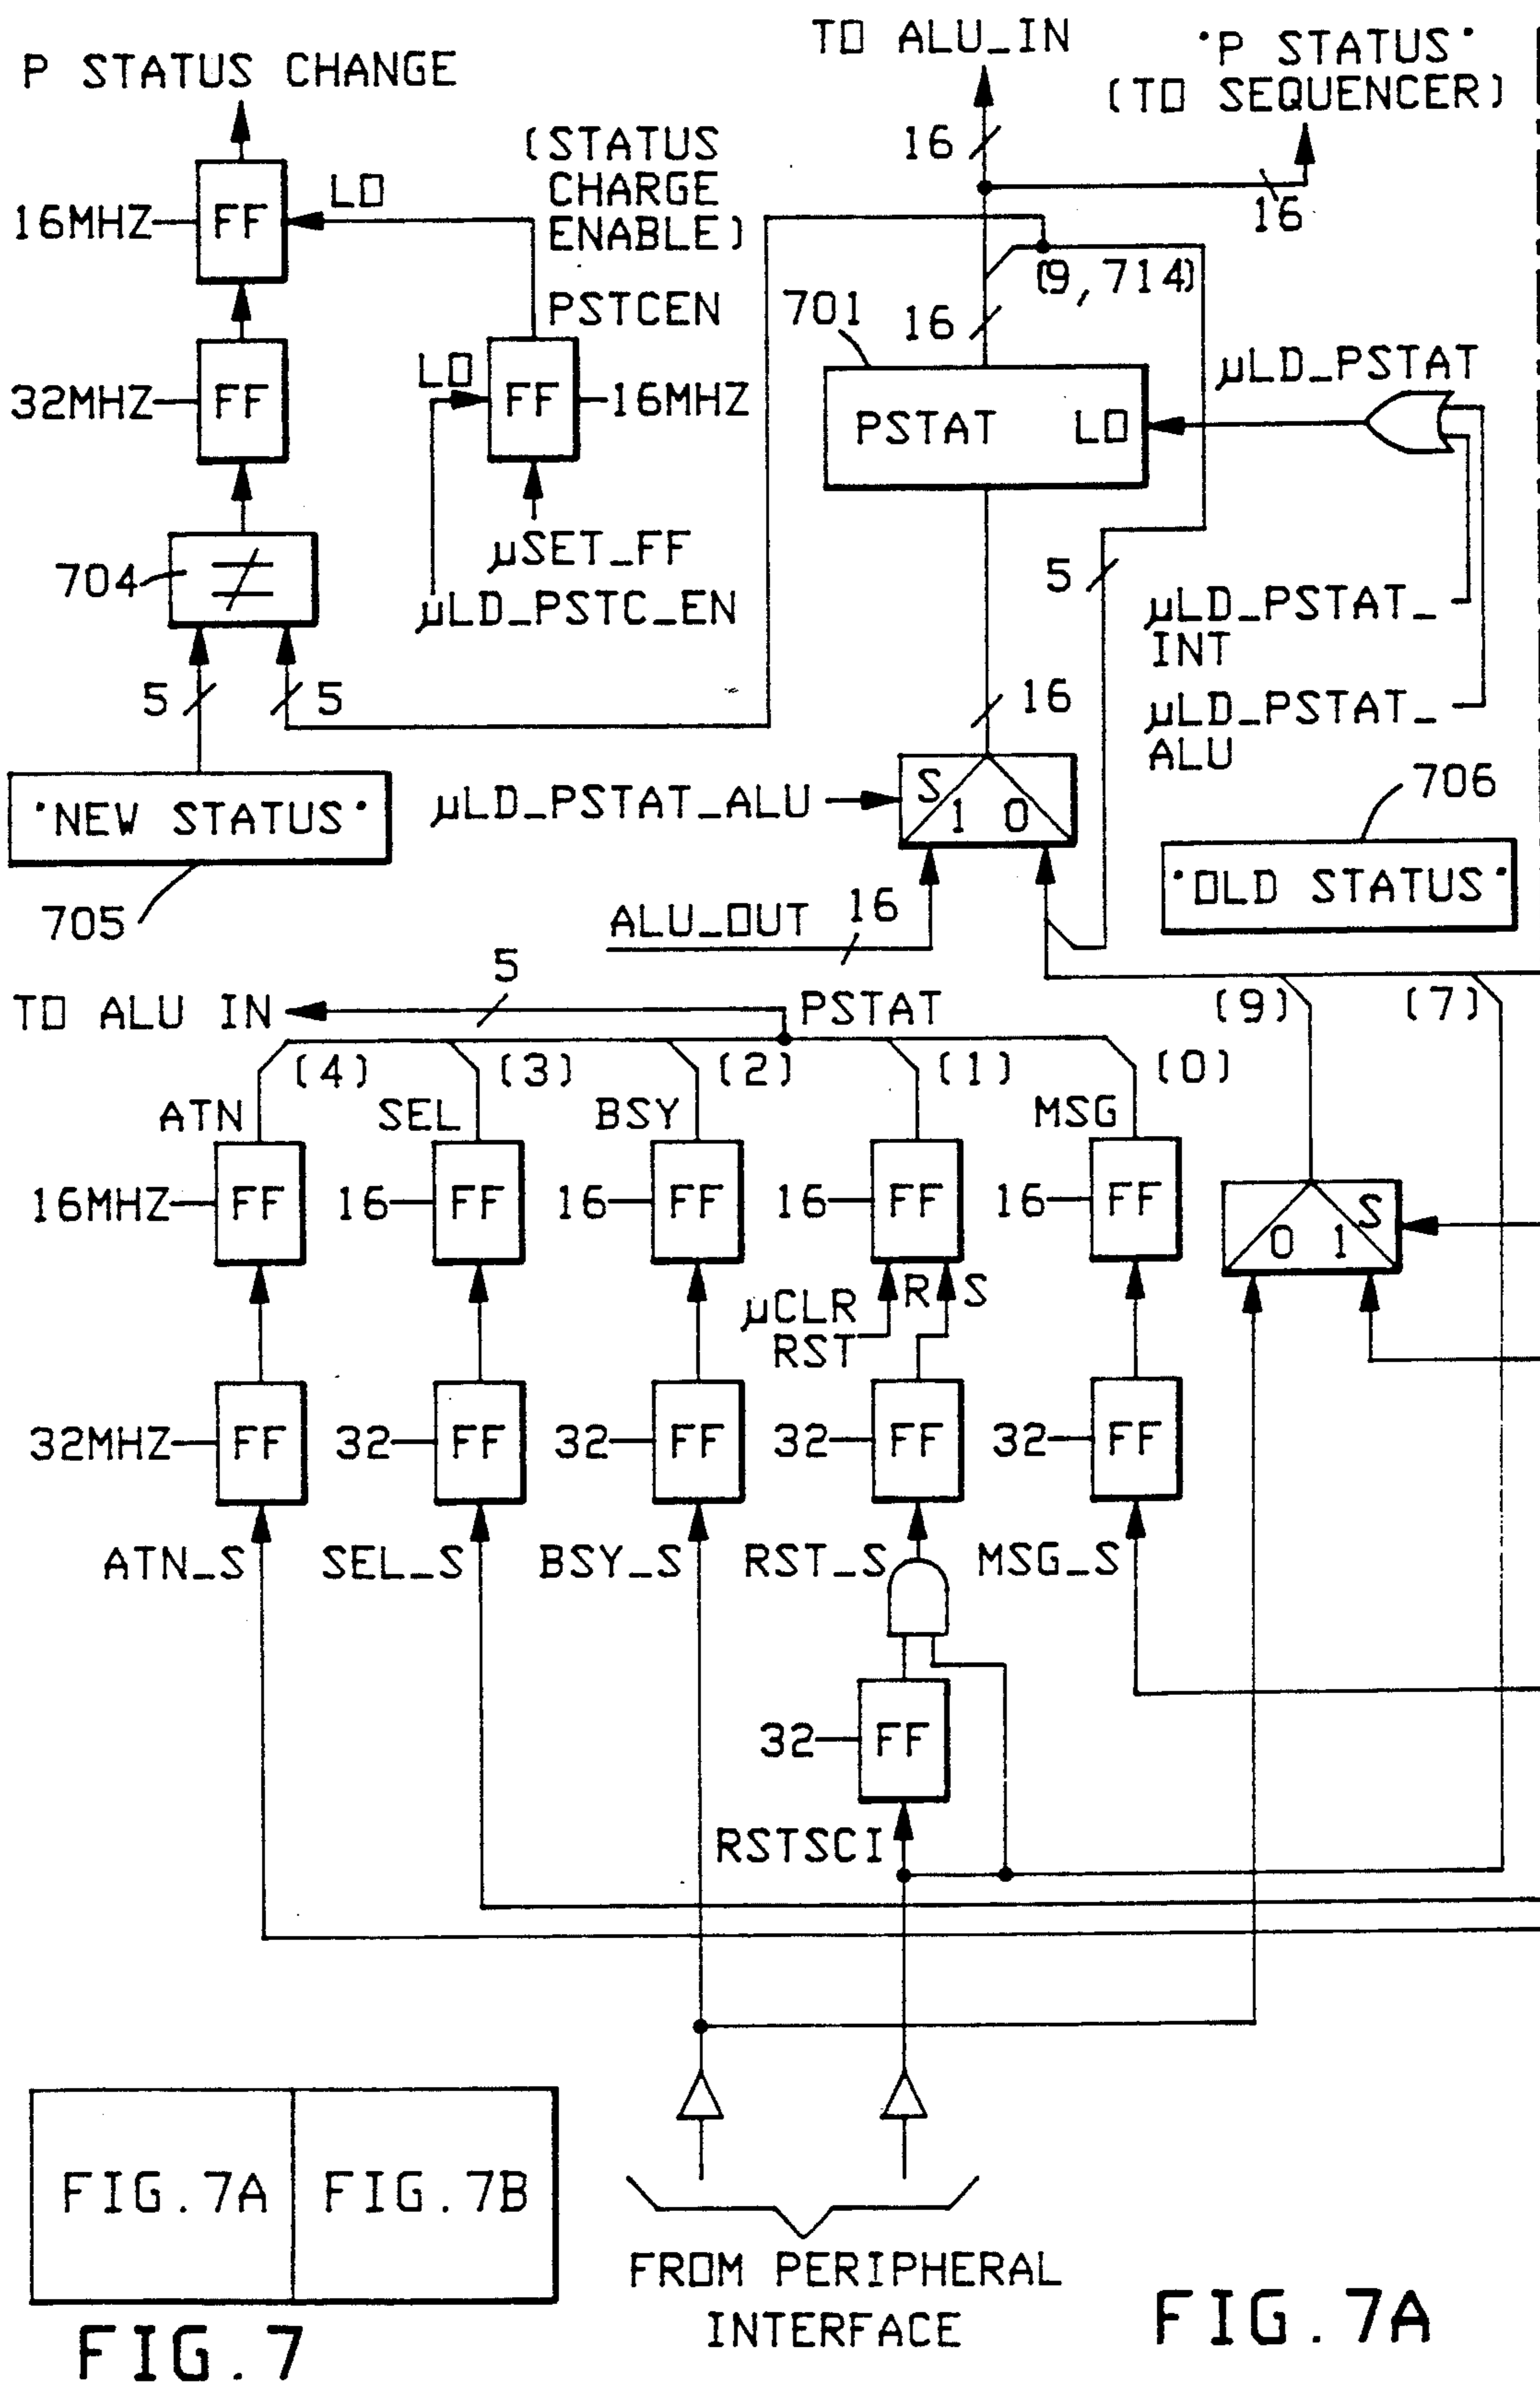 TO ALU_IN
"P STATUS"
(TO SEQUENCER)
P STATUS CHANGE
16
16
(STATUS
CHARGE
ENABLE)
LD
16MHZ
FF
(9,714)
PSTCEN
701
16
32MHZ
FF
LD
FF
16MHZ
PSTAT
LD
μLD_PSTAT
704
≠
μSET_FF
μLD_PSTC_EN
5
μLD_PSTAT_
INT
5
5
16
μLD_PSTAT_
ALU
"NEW STATUS"
μLD_PSTAT_ALU
S
1
0
706
"OLD STATUS"
705
ALU_OUT
16
5
TO ALU IN
PSTAT
(9)
(7)
(4)
(3)
(2)
(1)
(0)
ATN
SEL
BSY
MSG
16MHZ
FF
16
FF
16
FF
16
FF
16
FF
0
1
S
μCLR
RST
R
S
32MHZ
FF
32
FF
32
FF
32
FF
32
FF
ATN_S
SEL_S
BSY_S
RST_S
MSG_S
32
FF
RSTSCI
FIG.7A
FIG.7B
FROM PERIPHERAL
INTERFACE
FIG.7
FIG.7A